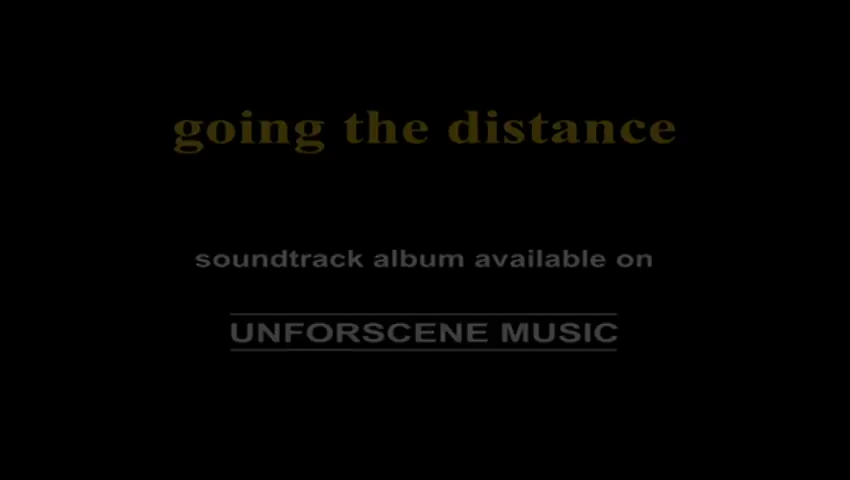 going the distance
soundtrack album available on
UNFORSCENE MUSIC